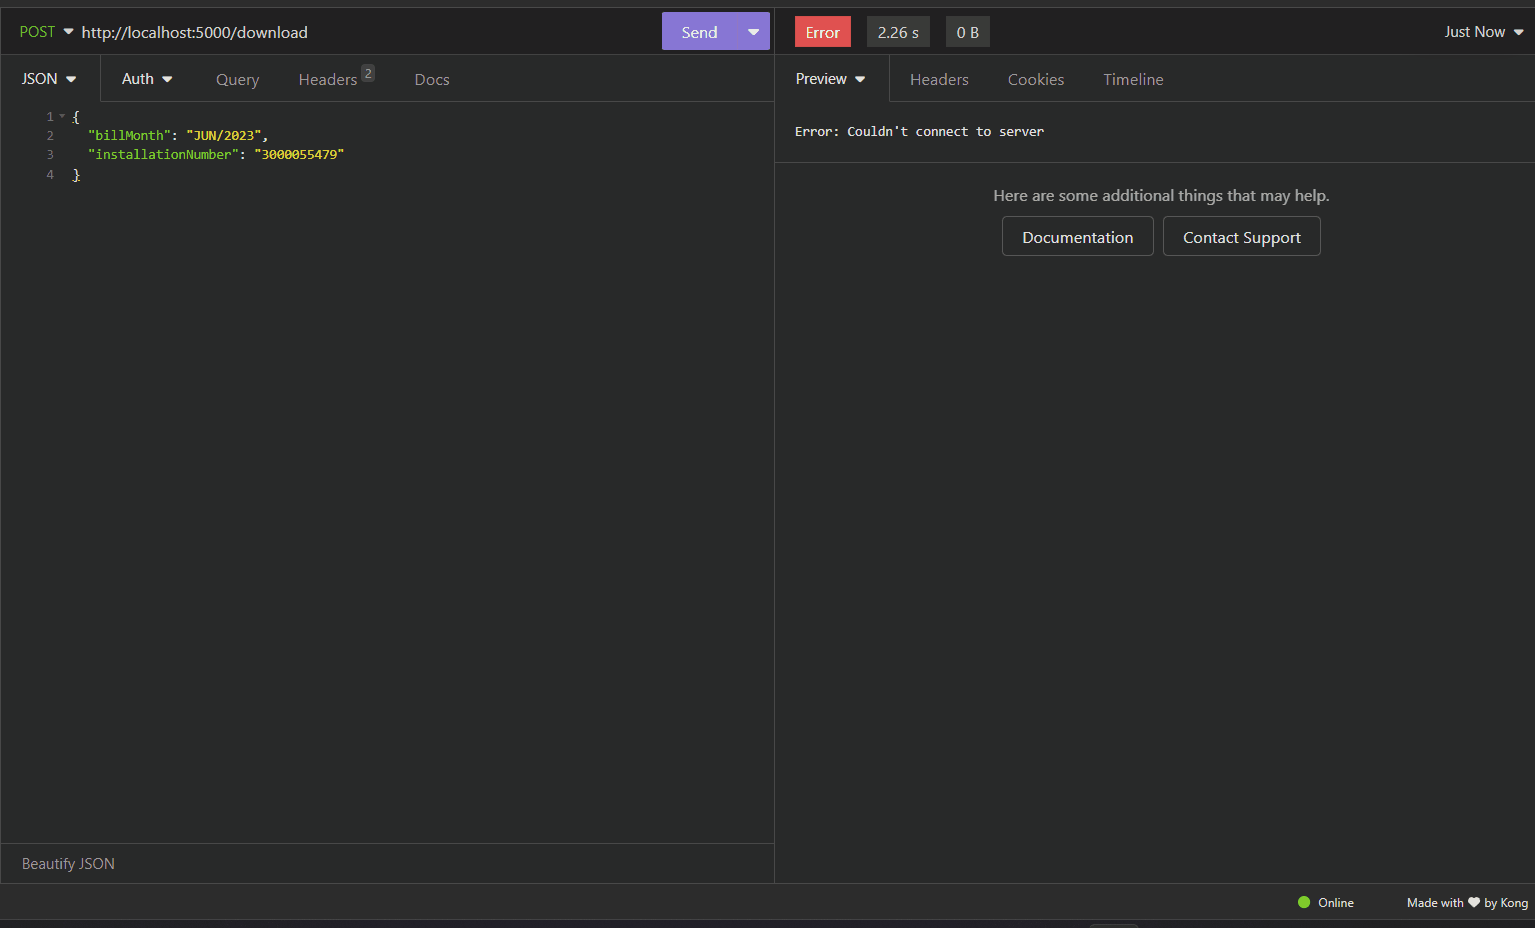 POST http://localhost:5000/download Send
JSON Auth Query Headers 2 Docs
1 {
2 "billMonth": "JUN/2023",
3 "installationNumber": "3000055479"
4 }
Beautify JSON
Error 2.26 s 0 B Just Now
Preview Headers Cookies Timeline
Error: Couldn't connect to server
Here are some additional things that may help.
Documentation Contact Support
Online Made with ❤ by Kong